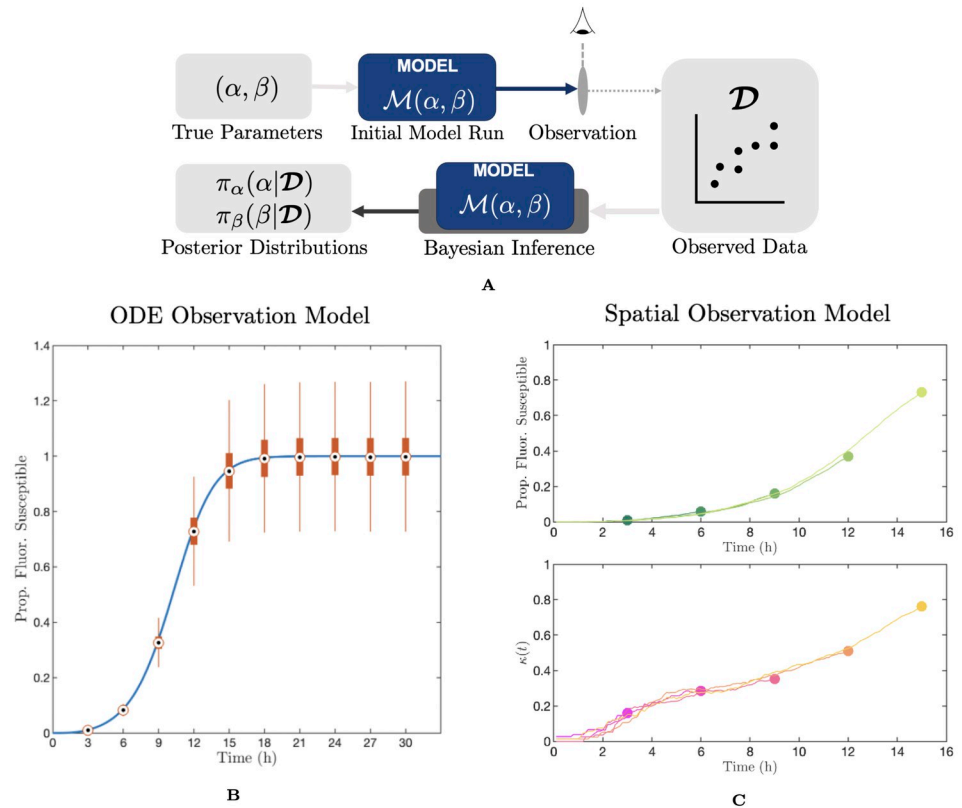 MODEL
(α, β)
M(α, β)
True Parameters
Initial Model Run
Observation
D
MODEL
π_α(α|D)
π_β(β|D)
M(α, β)
Posterior Distributions
Bayesian Inference
Observed Data
A
ODE Observation Model
Prop. Fluor. Susceptible
1.4
1.2
1
0.8
0.6
0.4
0.2
0
0 3 6 9 12 15 18 21 24 27 30
Time (h)
B
Spatial Observation Model
Prop. Fluor. Susceptible
1
0.8
0.6
0.4
0.2
0
0 2 4 6 8 10 12 14 16
Time (h)
κ(t)
1
0.8
0.6
0.4
0.2
0
0 2 4 6 8 10 12 14 16
Time (h)
C